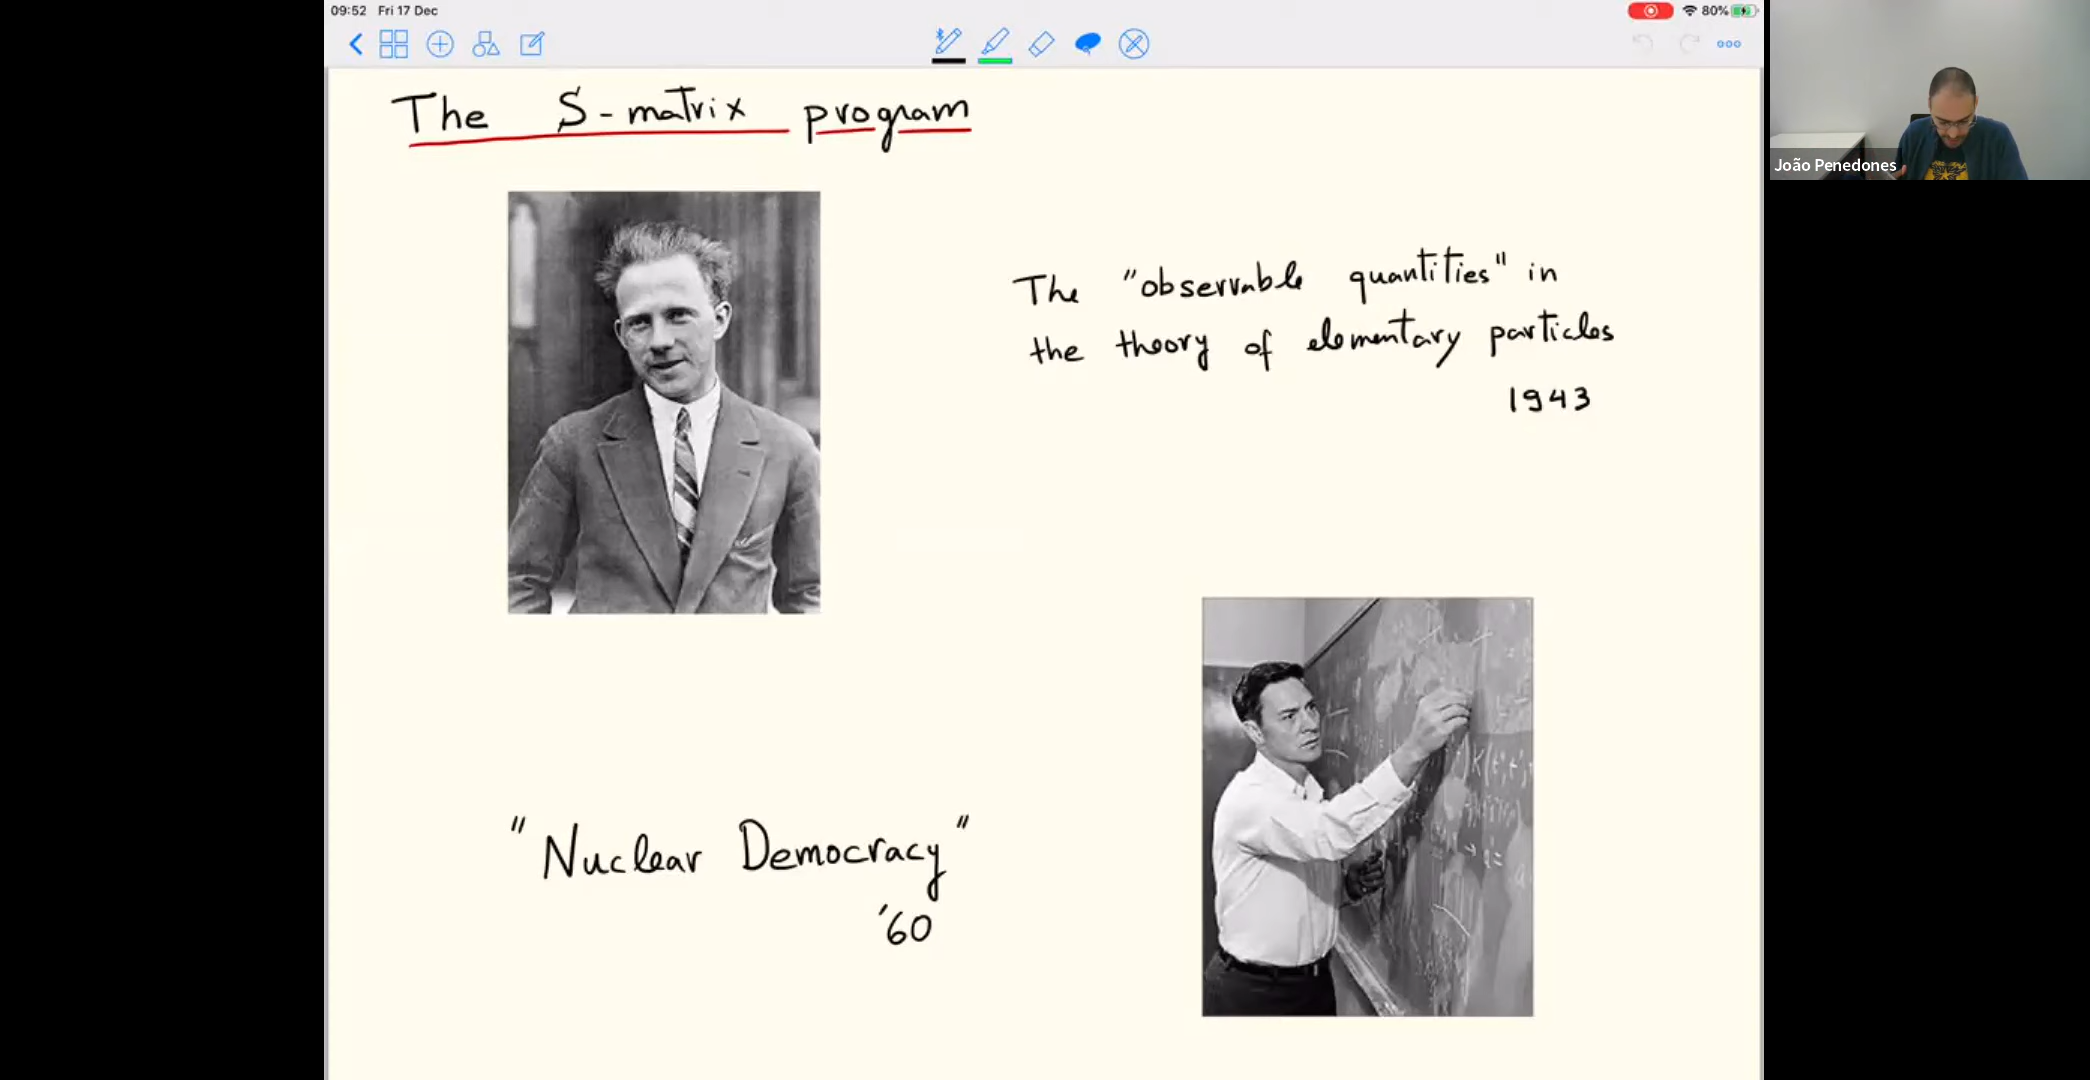 09:52 Fri 17 Dec
80%
The S-matrix program
João Penedones
The "observable quantities" in
the theory of elementary particles
1943
"Nuclear Democracy"
'60